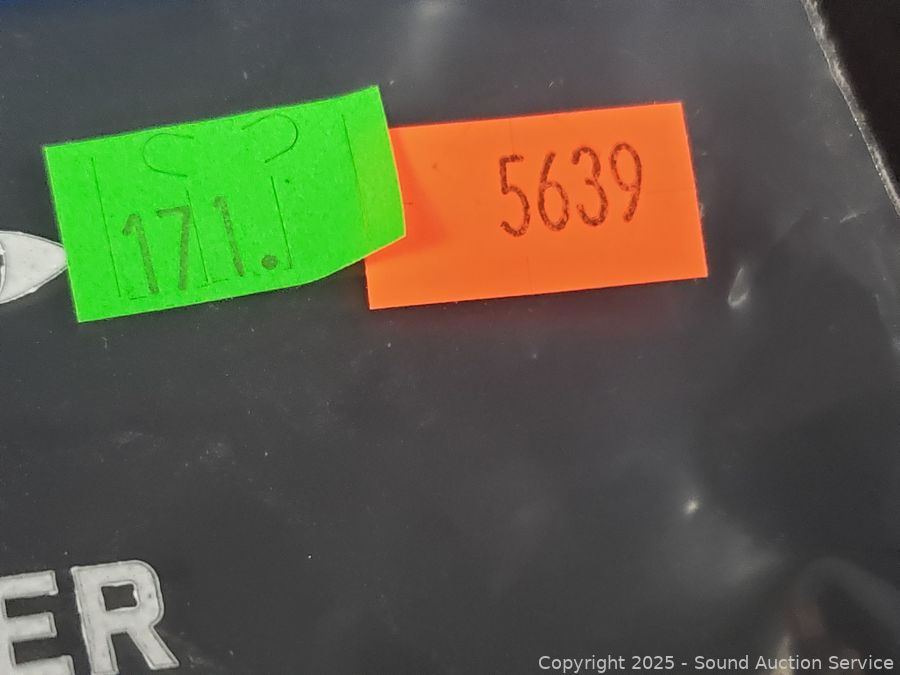 171.
5639
ER
Copyright © 2025 - Sound Auction Service